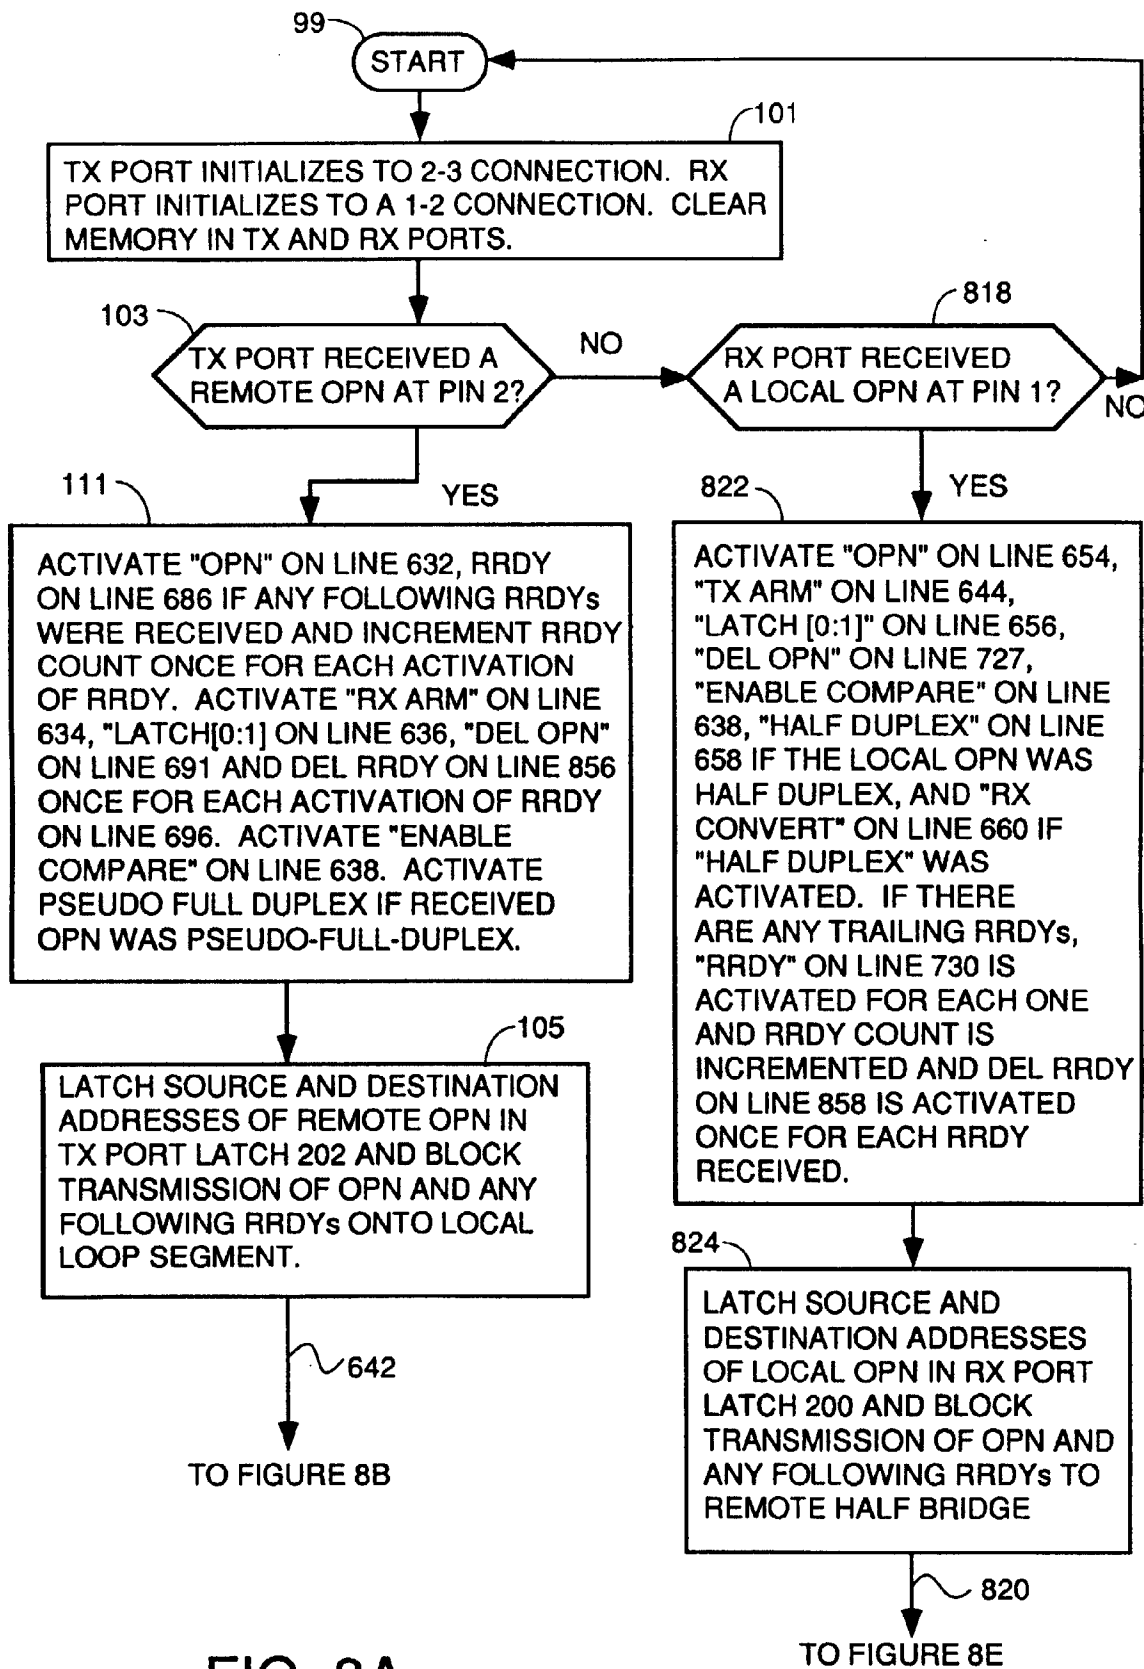 99
START
101
TX PORT INITIALIZES TO 2-3 CONNECTION. RX
PORT INITIALIZES TO A 1-2 CONNECTION. CLEAR
MEMORY IN TX AND RX PORTS.
103
TX PORT RECEIVED A
REMOTE OPN AT PIN 2?
NO
818
RX PORT RECEIVED
A LOCAL OPN AT PIN 1?
NO
111
YES
ACTIVATE "OPN" ON LINE 632, RRDY
ON LINE 686 IF ANY FOLLOWING RRDYs
WERE RECEIVED AND INCREMENT RRDY
COUNT ONCE FOR EACH ACTIVATION
OF RRDY. ACTIVATE "RX ARM" ON LINE
634, "LATCH[0:1] ON LINE 636, "DEL OPN"
ON LINE 691 AND DEL RRDY ON LINE 856
ONCE FOR EACH ACTIVATION OF RRDY
ON LINE 696. ACTIVATE "ENABLE
COMPARE" ON LINE 638. ACTIVATE
PSEUDO FULL DUPLEX IF RECEIVED
OPN WAS PSEUDO-FULL-DUPLEX.
105
LATCH SOURCE AND DESTINATION
ADDRESSES OF REMOTE OPN IN
TX PORT LATCH 202 AND BLOCK
TRANSMISSION OF OPN AND ANY
FOLLOWING RRDYs ONTO LOCAL
LOOP SEGMENT.
642
TO FIGURE 8B
822
YES
ACTIVATE "OPN" ON LINE 654,
"TX ARM" ON LINE 644,
"LATCH [0:1]" ON LINE 656,
"DEL OPN" ON LINE 727,
"ENABLE COMPARE" ON LINE
638, "HALF DUPLEX" ON LINE
658 IF THE LOCAL OPN WAS
HALF DUPLEX, AND "RX
CONVERT" ON LINE 660 IF
"HALF DUPLEX" WAS
ACTIVATED. IF THERE
ARE ANY TRAILING RRDYs,
"RRDY" ON LINE 730 IS
ACTIVATED FOR EACH ONE
AND RRDY COUNT IS
INCREMENTED AND DEL RRDY
ON LINE 858 IS ACTIVATED
ONCE FOR EACH RRDY
RECEIVED.
824
LATCH SOURCE AND
DESTINATION ADDRESSES
OF LOCAL OPN IN RX PORT
LATCH 200 AND BLOCK
TRANSMISSION OF OPN AND
ANY FOLLOWING RRDYs TO
REMOTE HALF BRIDGE
820
TO FIGURE 8E
FIG. 8A